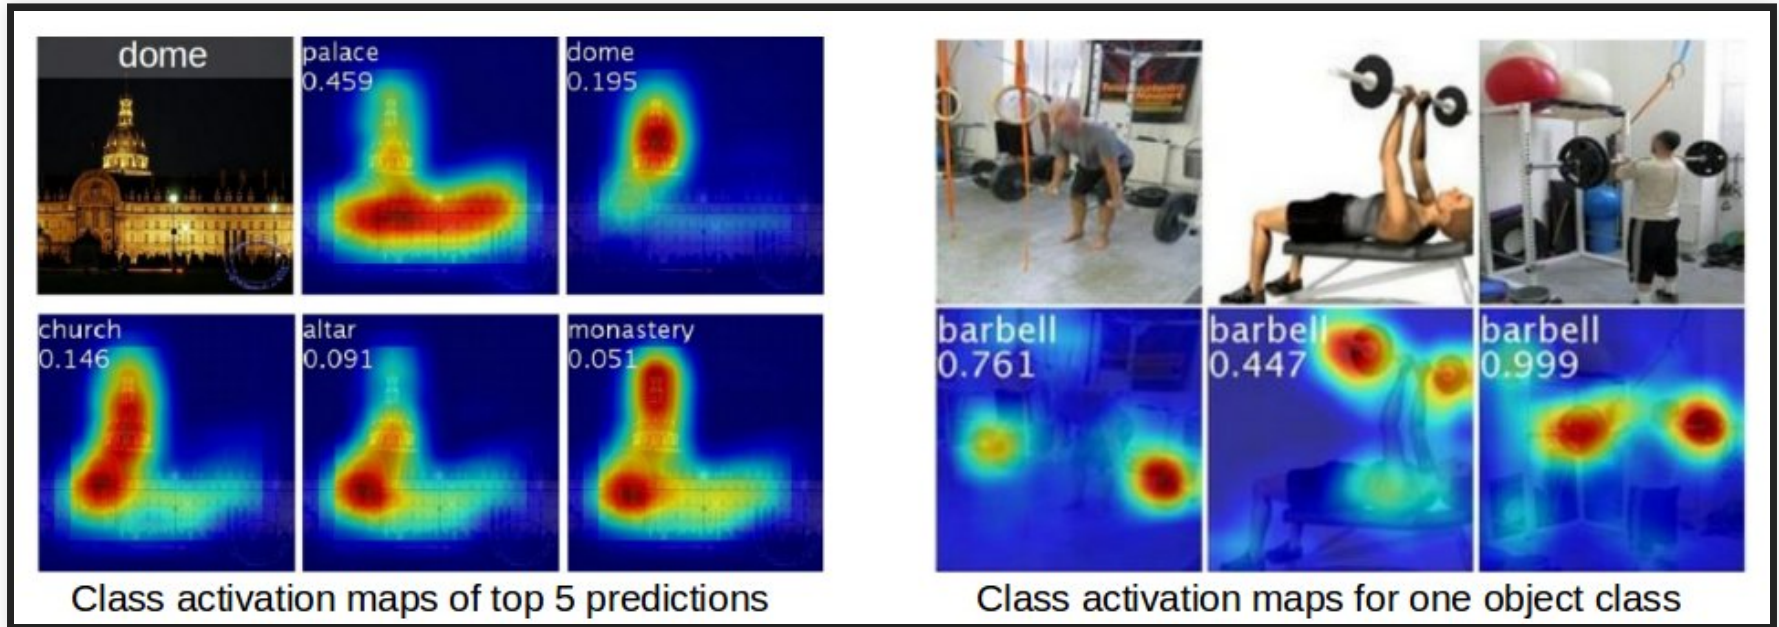 dome
palace
0.459
dome
0.195
church
0.146
altar
0.091
monastery
0.051
Class activation maps of top 5 predictions
barbell
0.761
barbell
0.447
barbell
0.999
Class activation maps for one object class